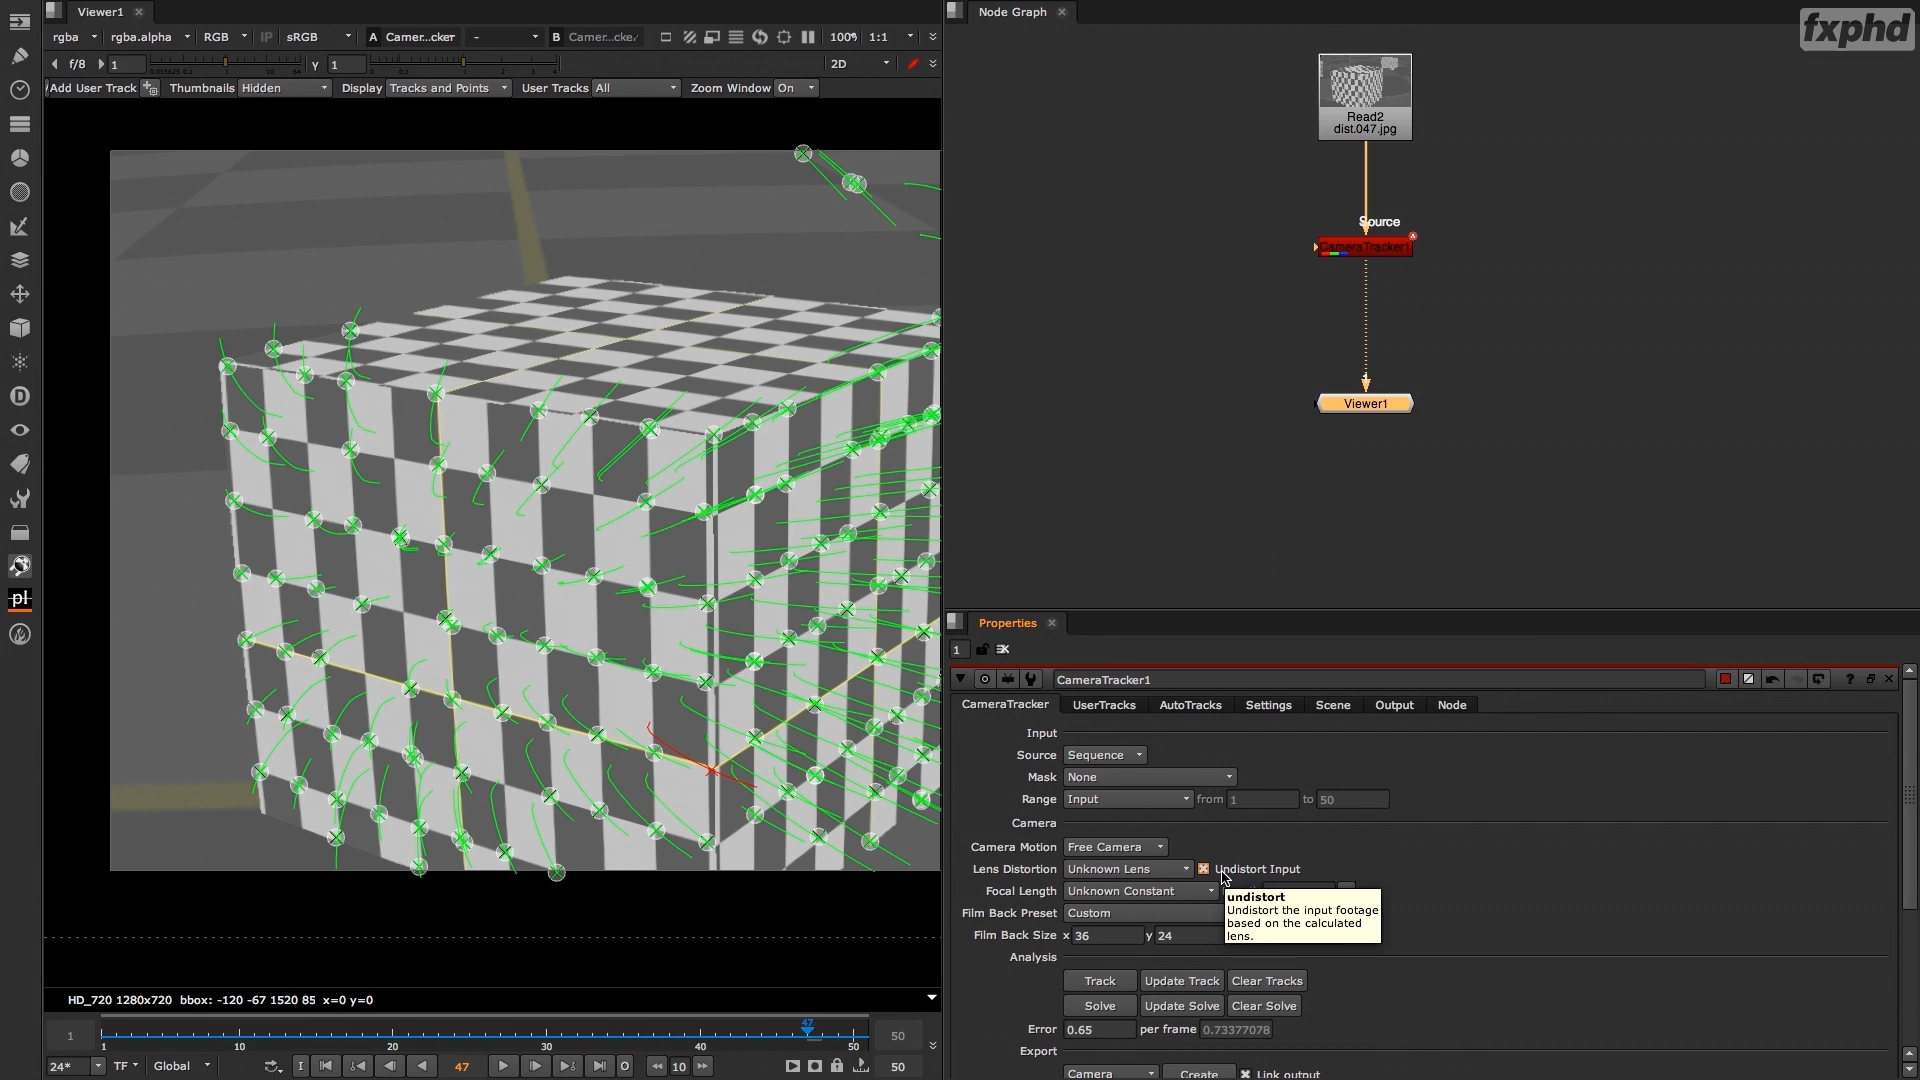 Viewer1
rgba rgba.alpha RGB IP sRGB A Camer...cker - B 100% 1:1
f/8 1 y 1 2D
Add User Track Thumbnails Hidden Display Tracks and Points User Tracks All Zoom Window On
HD_720 1280x720 bbox: -120 -67 1520 85 x=0 y=0
1 47 50
1 10 20 30 40 50
24* TF Global I 47 O 10 50
pl
Node Graph
fxphd
Read2
dist.047.jpg
Source
CameraTracker1
1
Viewer1
Properties
1
CameraTracker1
CameraTracker UserTracks AutoTracks Settings Scene Output Node
Input
Source Sequence
Mask None
Range Input from 1 to 50
Camera
Camera Motion Free Camera
Lens Distortion Unknown Lens Undistort Input
Focal Length Unknown Constant
Film Back Preset Custom
Film Back Size x 36 y 24
undistort
Undistort the input footage
based on the calculated
lens.
Analysis
Track Update Track Clear Tracks
Solve Update Solve Clear Solve
Error 0.65 per frame 0.73377078
Export
Camera Create Link output